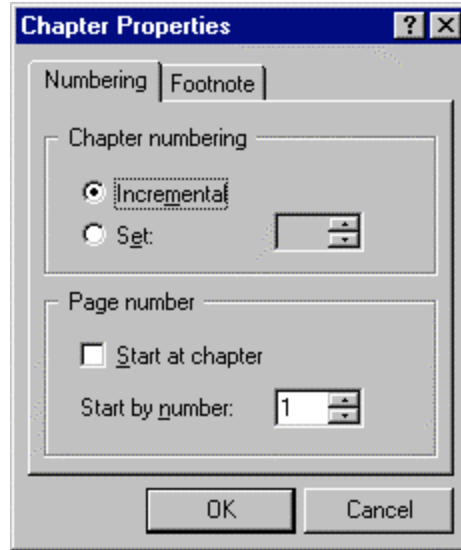 Chapter Properties
Numbering Footnote
Chapter numbering
Incremental
Set:
Page number
Start at chapter
Start by number: 1
OK Cancel